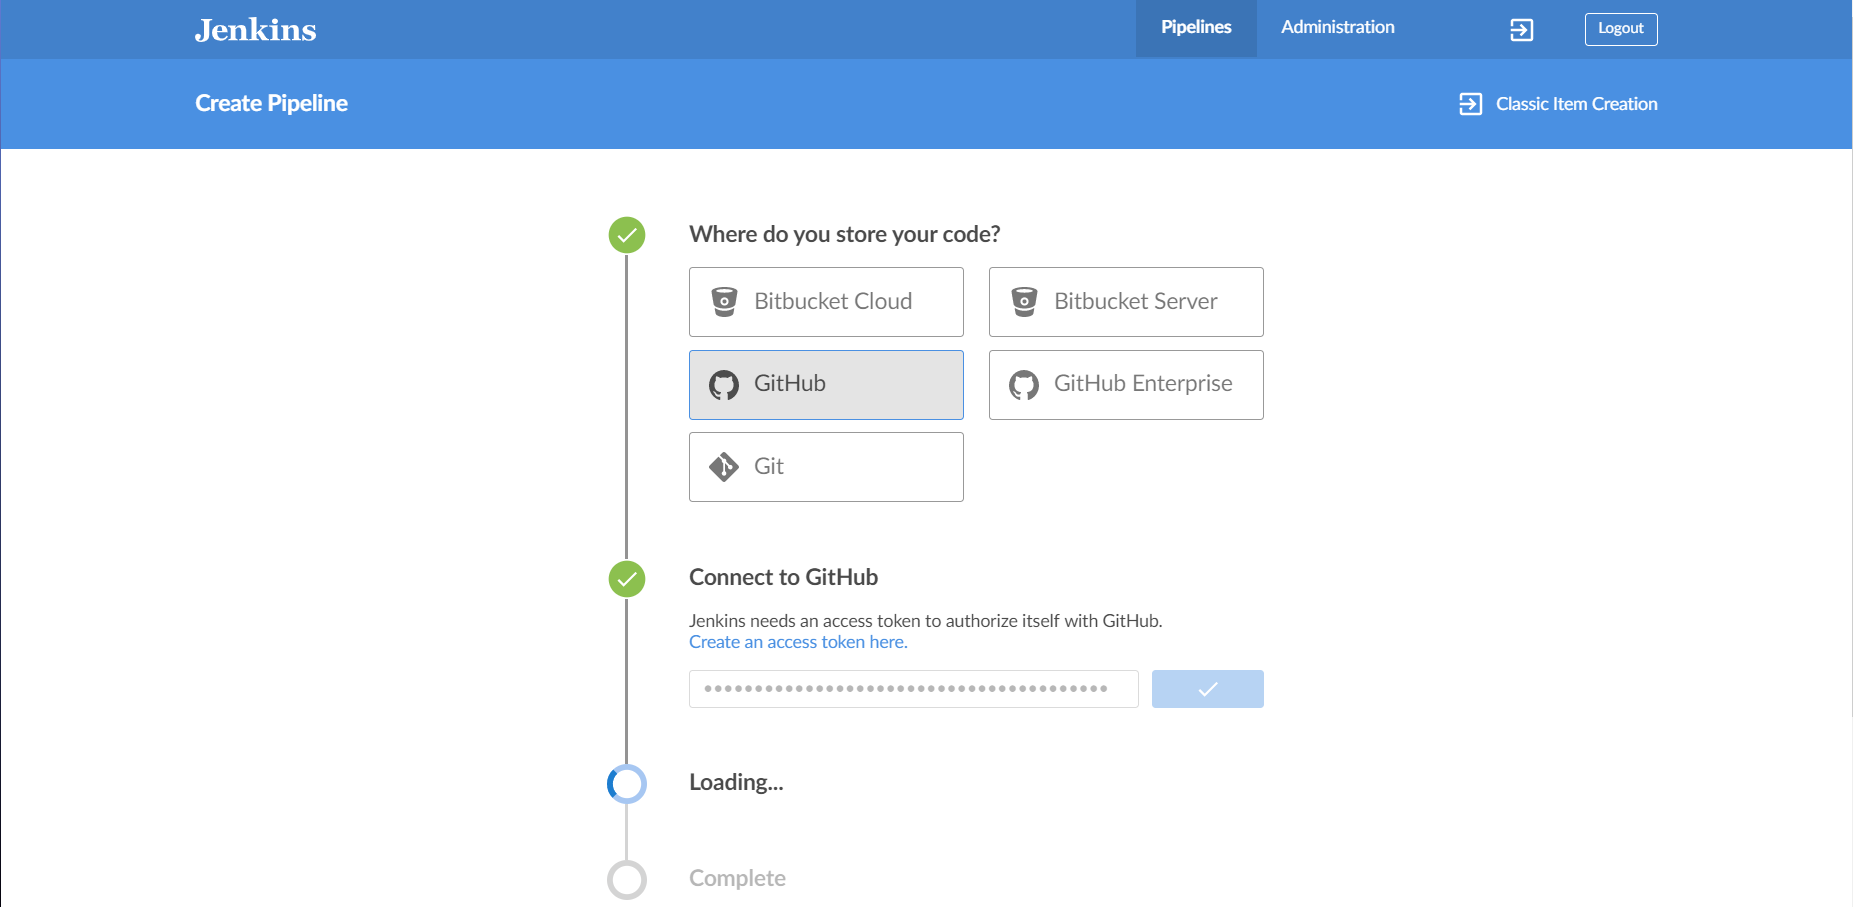 Jenkins
Pipelines
Administration
Logout
Create Pipeline
Classic Item Creation
Where do you store your code?
Bitbucket Cloud
Bitbucket Server
GitHub
GitHub Enterprise
Git
Connect to GitHub
Jenkins needs an access token to authorize itself with GitHub.
Create an access token here.
Loading...
Complete